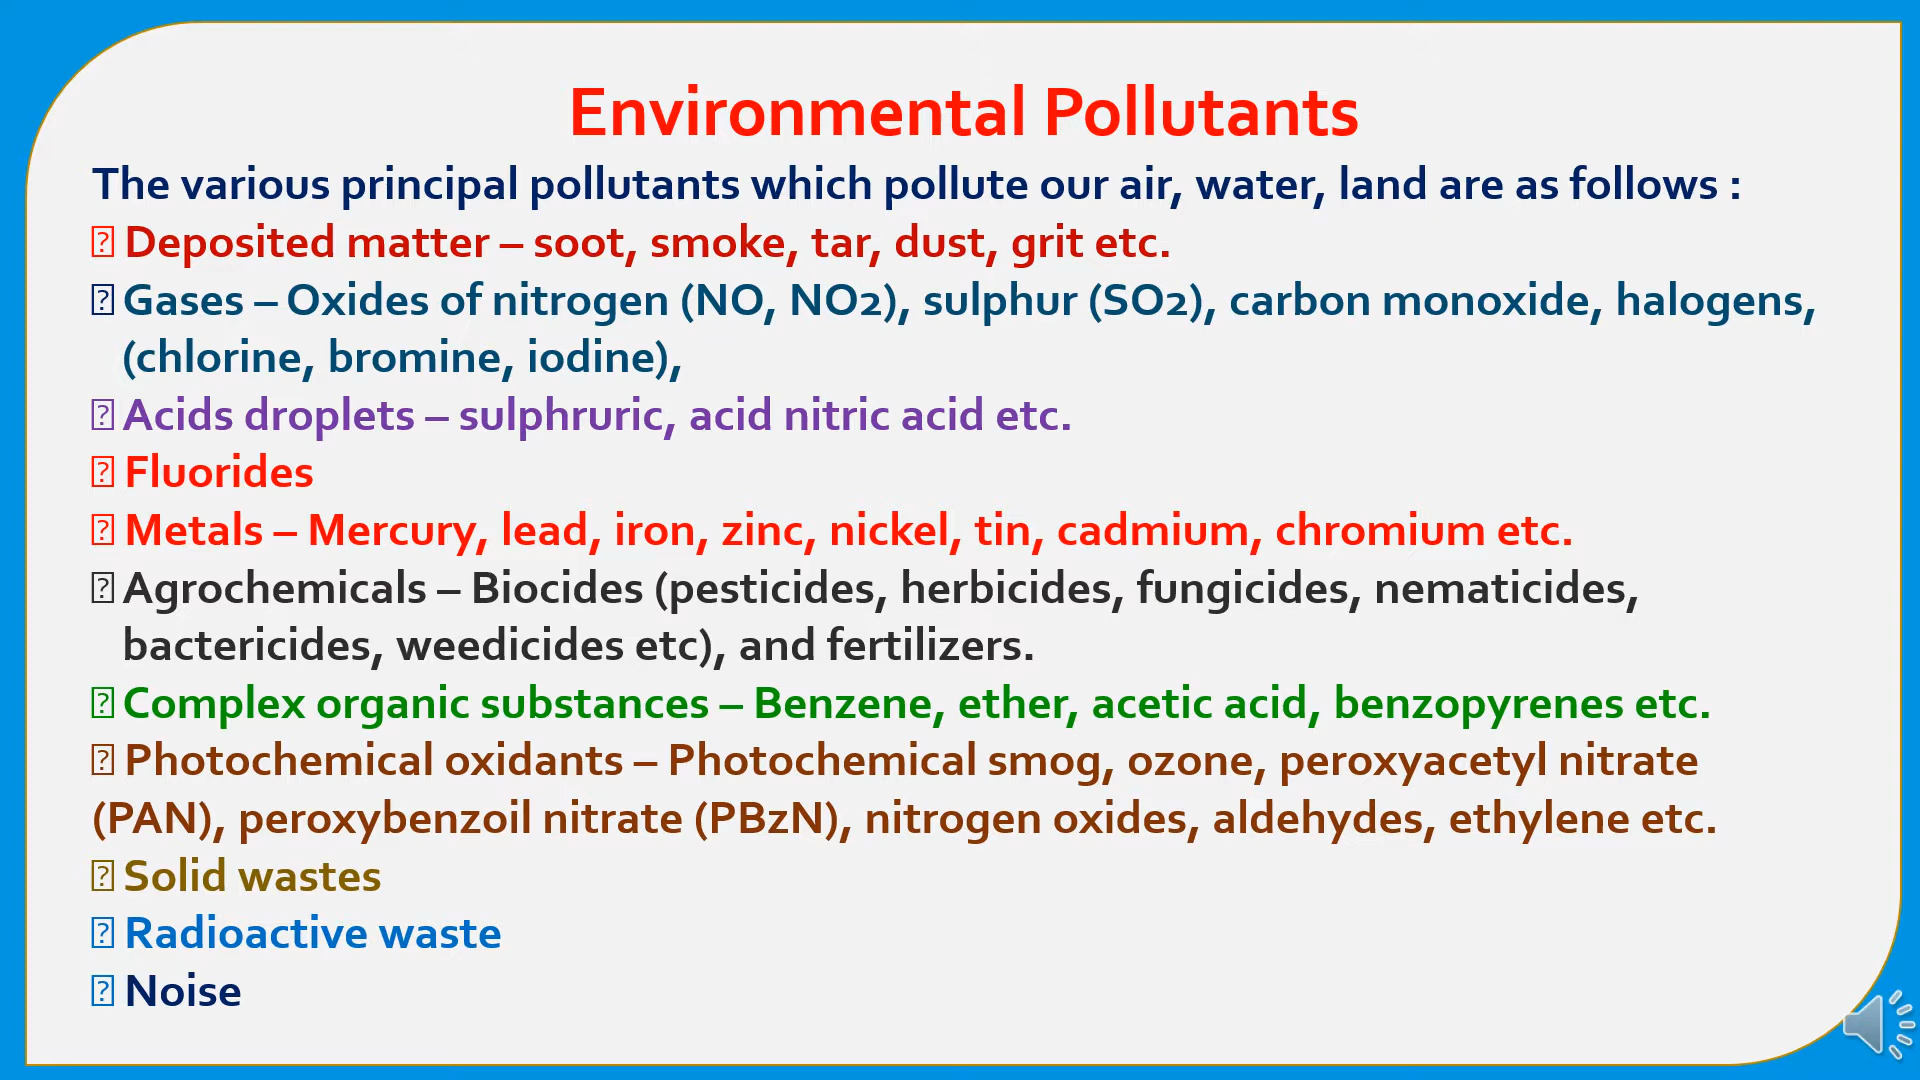 Environmental Pollutants
The various principal pollutants which pollute our air, water, land are as follows :
Deposited matter – soot, smoke, tar, dust, grit etc.
Gases – Oxides of nitrogen (NO, NO2), sulphur (SO2), carbon monoxide, halogens,
(chlorine, bromine, iodine),
Acids droplets – sulphruric, acid nitric acid etc.
Fluorides
Metals – Mercury, lead, iron, zinc, nickel, tin, cadmium, chromium etc.
Agrochemicals – Biocides (pesticides, herbicides, fungicides, nematicides,
bactericides, weedicides etc), and fertilizers.
Complex organic substances – Benzene, ether, acetic acid, benzopyrenes etc.
Photochemical oxidants – Photochemical smog, ozone, peroxyacetyl nitrate
(PAN), peroxybenzoil nitrate (PBzN), nitrogen oxides, aldehydes, ethylene etc.
Solid wastes
Radioactive waste
Noise